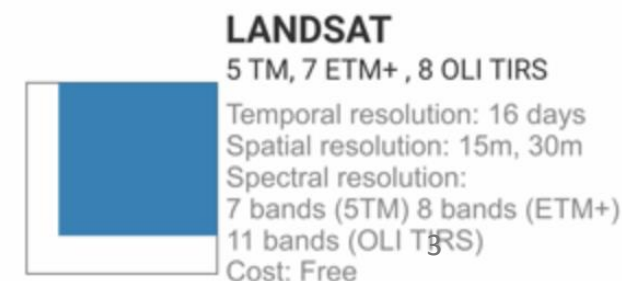 LANDSAT
5 TM, 7 ETM+ , 8 OLI TIRS
Temporal resolution: 16 days
Spatial resolution: 15m, 30m
Spectral resolution:
7 bands (5TM) 8 bands (ETM+)
11 bands (OLI TIRS)
3
Cost: Free